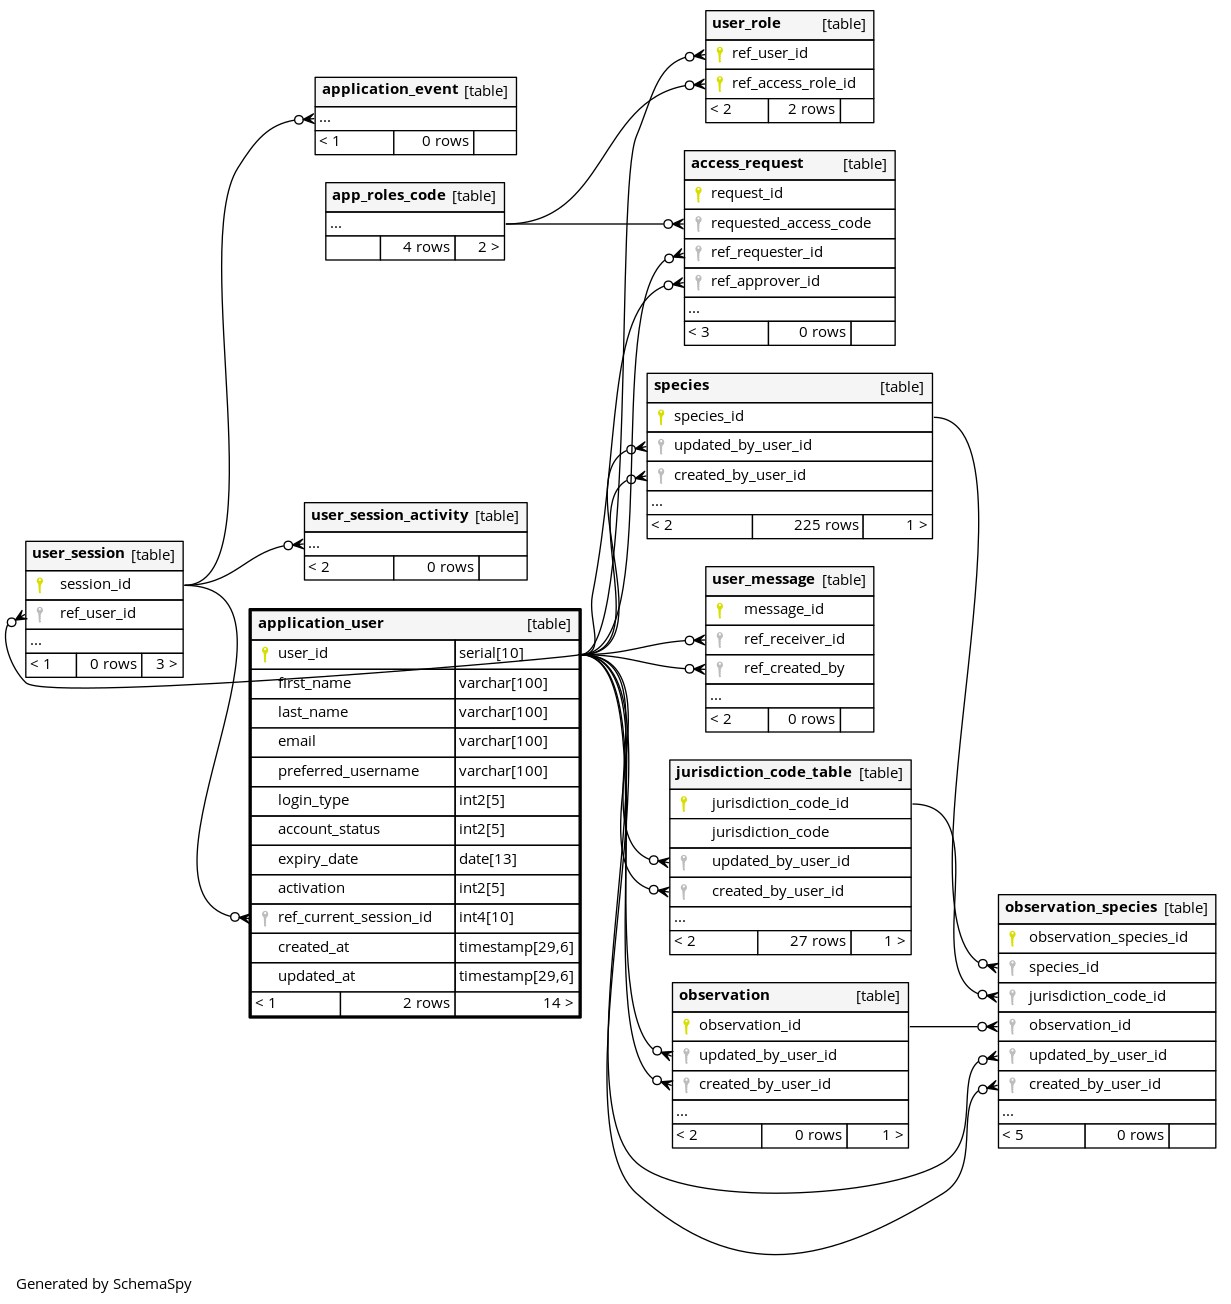 user_role [table]
ref_user_id
ref_access_role_id
< 2 2 rows
application_event [table]
...
< 1 0 rows
access_request [table]
request_id
requested_access_code
ref_requester_id
ref_approver_id
...
< 3 0 rows
app_roles_code [table]
...
4 rows 2 >
species [table]
species_id
updated_by_user_id
created_by_user_id
...
< 2 225 rows 1 >
user_session_activity [table]
...
< 2 0 rows
user_session [table]
session_id
ref_user_id
...
< 1 0 rows 3 >
user_message [table]
message_id
ref_receiver_id
ref_created_by
...
< 2 0 rows
application_user [table]
user_id serial[10]
first_name varchar[100]
last_name varchar[100]
email varchar[100]
preferred_username varchar[100]
login_type int2[5]
account_status int2[5]
expiry_date date[13]
activation int2[5]
ref_current_session_id int4[10]
created_at timestamp[29,6]
updated_at timestamp[29,6]
< 1 2 rows 14 >
jurisdiction_code_table [table]
jurisdiction_code_id
jurisdiction_code
updated_by_user_id
created_by_user_id
...
< 2 27 rows 1 >
observation_species [table]
observation_species_id
species_id
jurisdiction_code_id
observation_id
updated_by_user_id
created_by_user_id
...
< 5 0 rows
observation [table]
observation_id
updated_by_user_id
created_by_user_id
...
< 2 0 rows 1 >
Generated by SchemaSpy